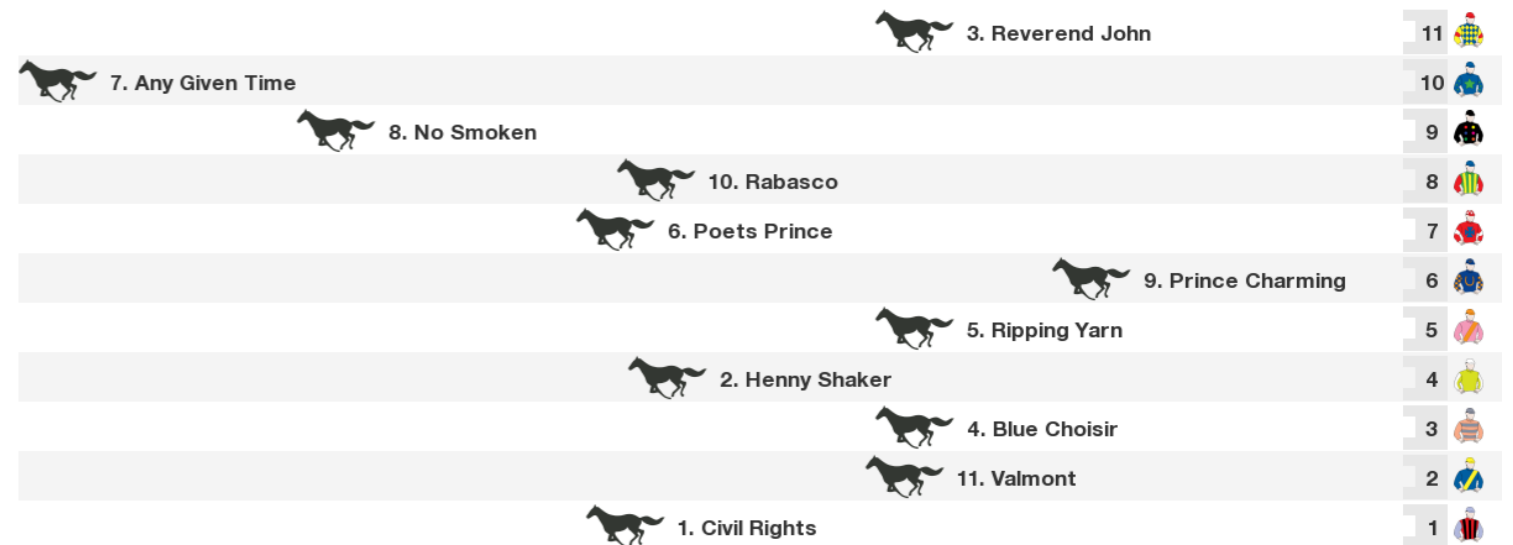 3. Reverend John 11
7. Any Given Time 10
8. No Smoken 9
10. Rabasco 8
6. Poets Prince 7
9. Prince Charming 6
5. Ripping Yarn 5
2. Henny Shaker 4
4. Blue Choisir 3
11. Valmont 2
1. Civil Rights 1